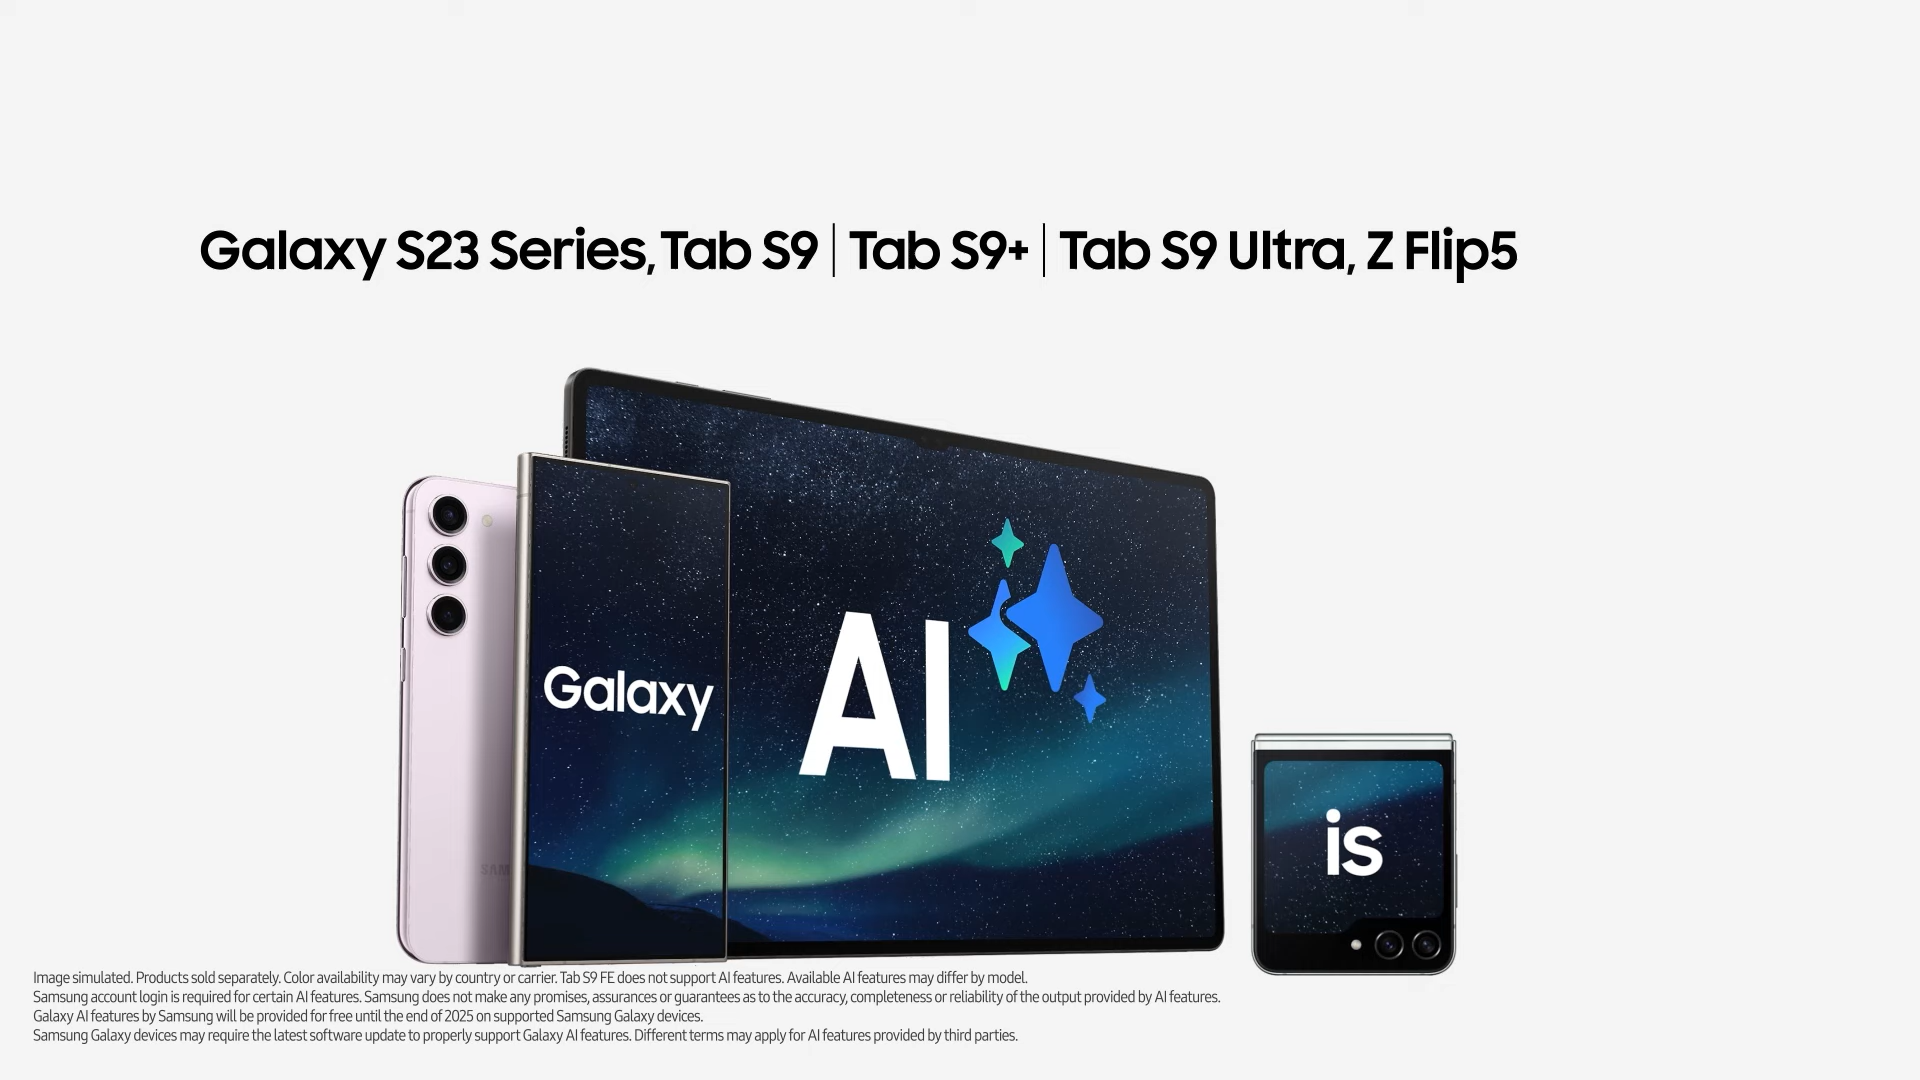 Galaxy S23 Series, Tab S9 | Tab S9+ | Tab S9 Ultra, Z Flip5
Galaxy
AI
is
SAM
Image simulated. Products sold separately. Color availability may vary by country or carrier. Tab S9 FE does not support AI features. Available AI features may differ by model.
Samsung account login is required for certain AI features. Samsung does not make any promises, assurances or guarantees as to the accuracy, completeness or reliability of the output provided by AI features.
Galaxy AI features by Samsung will be provided for free until the end of 2025 on supported Samsung Galaxy devices.
Samsung Galaxy devices may require the latest software update to properly support Galaxy AI features. Different terms may apply for AI features provided by third parties.